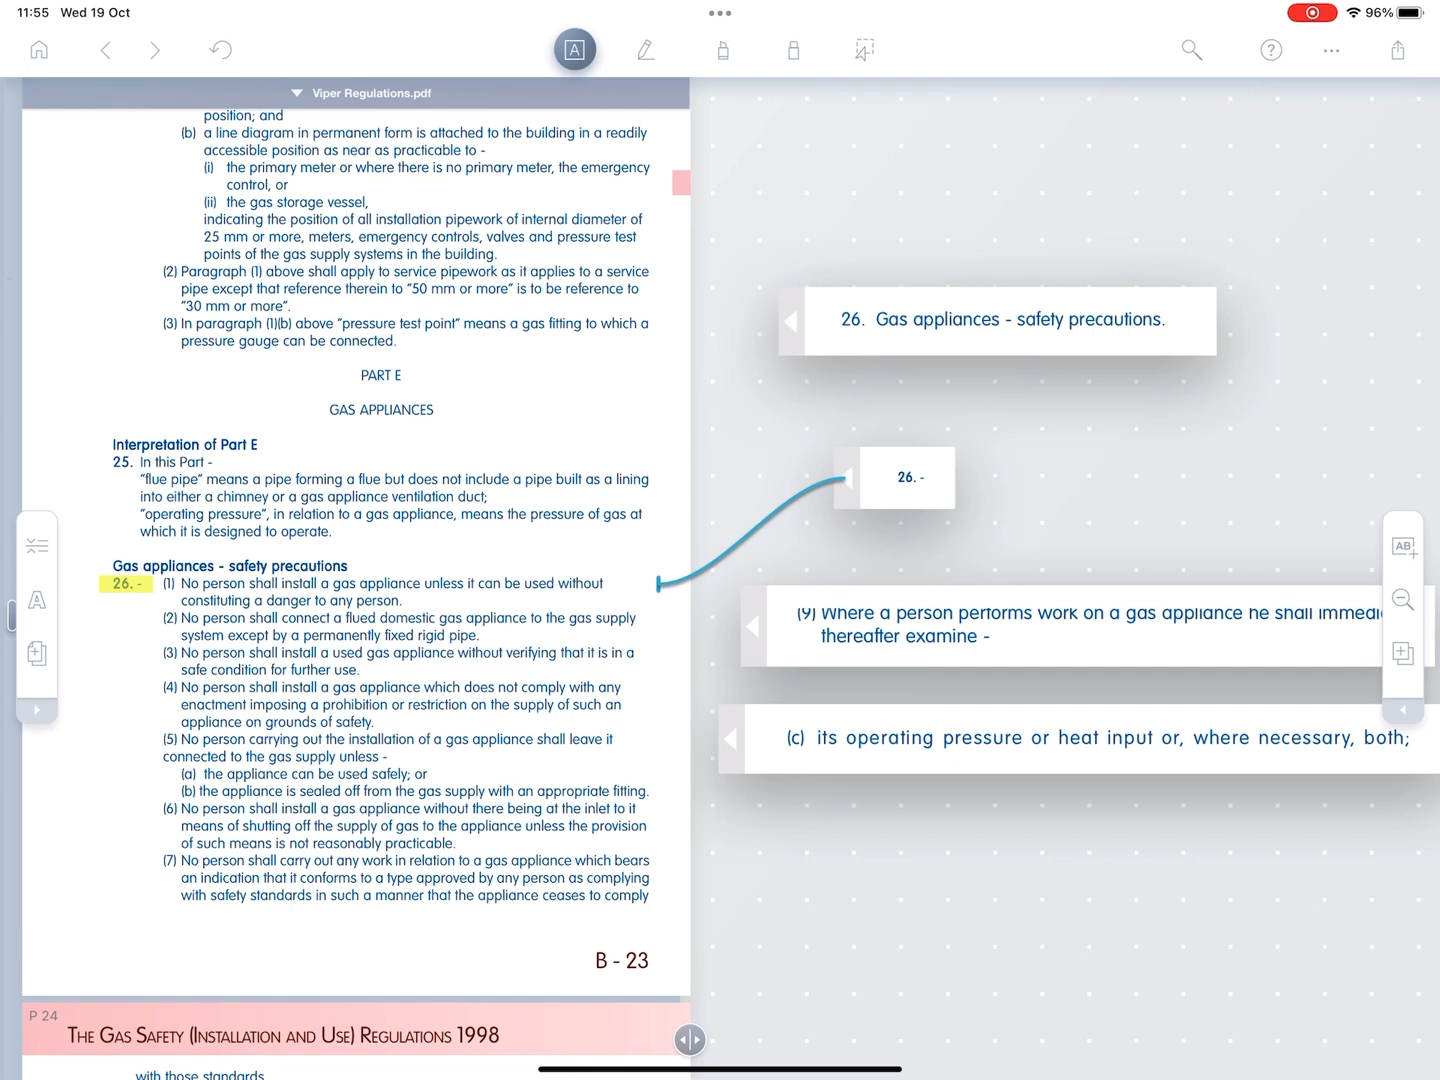 11:55 Wed 19 Oct
96%
A
Viper Regulations.pdf
position; and
(b) a line diagram in permanent form is attached to the building in a readily
accessible position as near as practicable to -
(i) the primary meter or where there is no primary meter, the emergency
control, or
(ii) the gas storage vessel,
indicating the position of all installation pipework of internal diameter of
25 mm or more, meters, emergency controls, valves and pressure test
points of the gas supply systems in the building.
(2) Paragraph (1) above shall apply to service pipework as it applies to a service
pipe except that reference therein to "50 mm or more" is to be reference to
"30 mm or more".
(3) In paragraph (1)(b) above "pressure test point" means a gas fitting to which a
pressure gauge can be connected.
PART E
GAS APPLIANCES
Interpretation of Part E
25. In this Part -
"flue pipe" means a pipe forming a flue but does not include a pipe built as a lining
into either a chimney or a gas appliance ventilation duct;
"operating pressure", in relation to a gas appliance, means the pressure of gas at
which it is designed to operate.
Gas appliances - safety precautions
26. - (1) No person shall install a gas appliance unless it can be used without
constituting a danger to any person.
(2) No person shall connect a flued domestic gas appliance to the gas supply
system except by a permanently fixed rigid pipe.
(3) No person shall install a used gas appliance without verifying that it is in a
safe condition for further use.
(4) No person shall install a gas appliance which does not comply with any
enactment imposing a prohibition or restriction on the supply of such an
appliance on grounds of safety.
(5) No person carrying out the installation of a gas appliance shall leave it
connected to the gas supply unless -
(a) the appliance can be used safely; or
(b) the appliance is sealed off from the gas supply with an appropriate fitting.
(6) No person shall install a gas appliance without there being at the inlet to it
means of shutting off the supply of gas to the appliance unless the provision
of such means is not reasonably practicable.
(7) No person shall carry out any work in relation to a gas appliance which bears
an indication that it conforms to a type approved by any person as complying
with safety standards in such a manner that the appliance ceases to comply
B - 23
P 24
THE GAS SAFETY (INSTALLATION AND USE) REGULATIONS 1998
with those standards
26. Gas appliances - safety precautions.
26. -
(9) Where a person performs work on a gas appliance he shall immedi
thereafter examine -
(c) its operating pressure or heat input or, where necessary, both;
A
AB